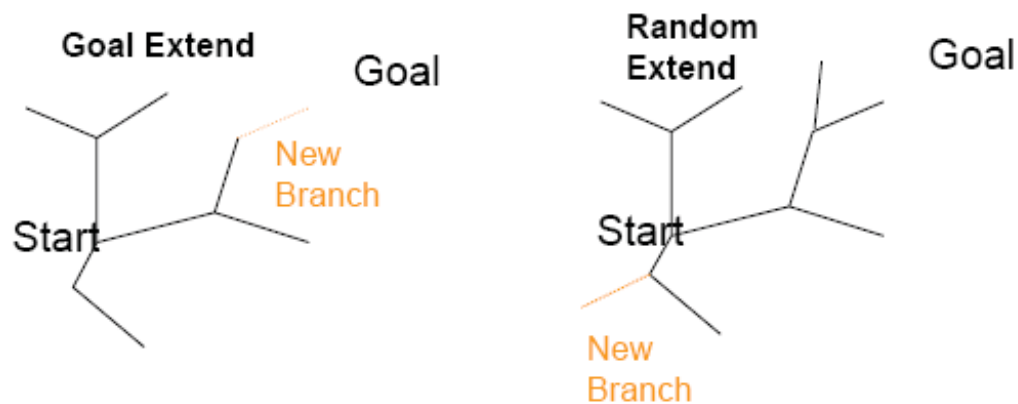 Goal Extend
Goal
New
Branch
Start
Random
Extend
Goal
Start
New
Branch